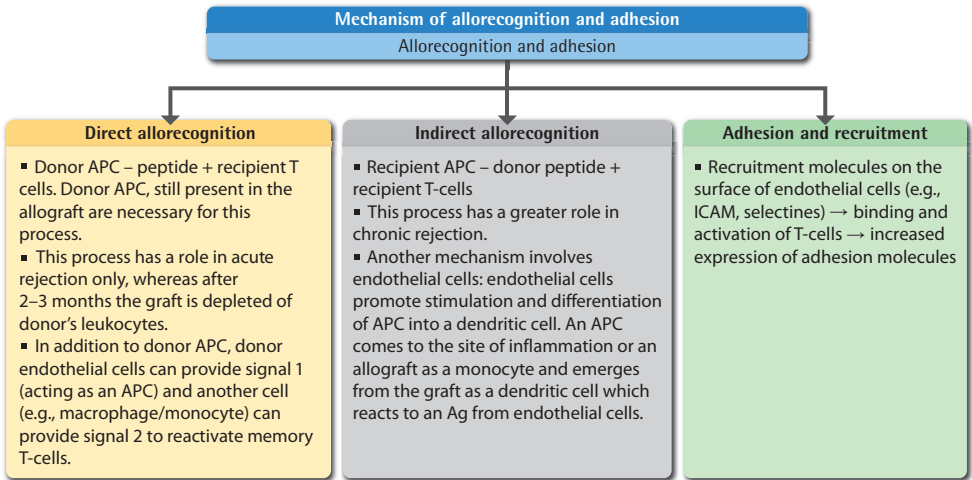 Mechanism of allorecognition and adhesion
Allorecognition and adhesion
Direct allorecognition
▪ Donor APC – peptide + recipient T
cells. Donor APC, still present in the
allograft are necessary for this
process.
▪ This process has a role in acute
rejection only, whereas after
2–3 months the graft is depleted of
donor's leukocytes.
▪ In addition to donor APC, donor
endothelial cells can provide signal 1
(acting as an APC) and another cell
(e.g., macrophage/monocyte) can
provide signal 2 to reactivate memory
T-cells.
Indirect allorecognition
▪ Recipient APC – donor peptide +
recipient T-cells
▪ This process has a greater role in
chronic rejection.
▪ Another mechanism involves
endothelial cells: endothelial cells
promote stimulation and differentiation
of APC into a dendritic cell. An APC
comes to the site of inflammation or an
allograft as a monocyte and emerges
from the graft as a dendritic cell which
reacts to an Ag from endothelial cells.
Adhesion and recruitment
▪ Recruitment molecules on the
surface of endothelial cells (e.g.,
ICAM, selectines) → binding and
activation of T-cells → increased
expression of adhesion molecules